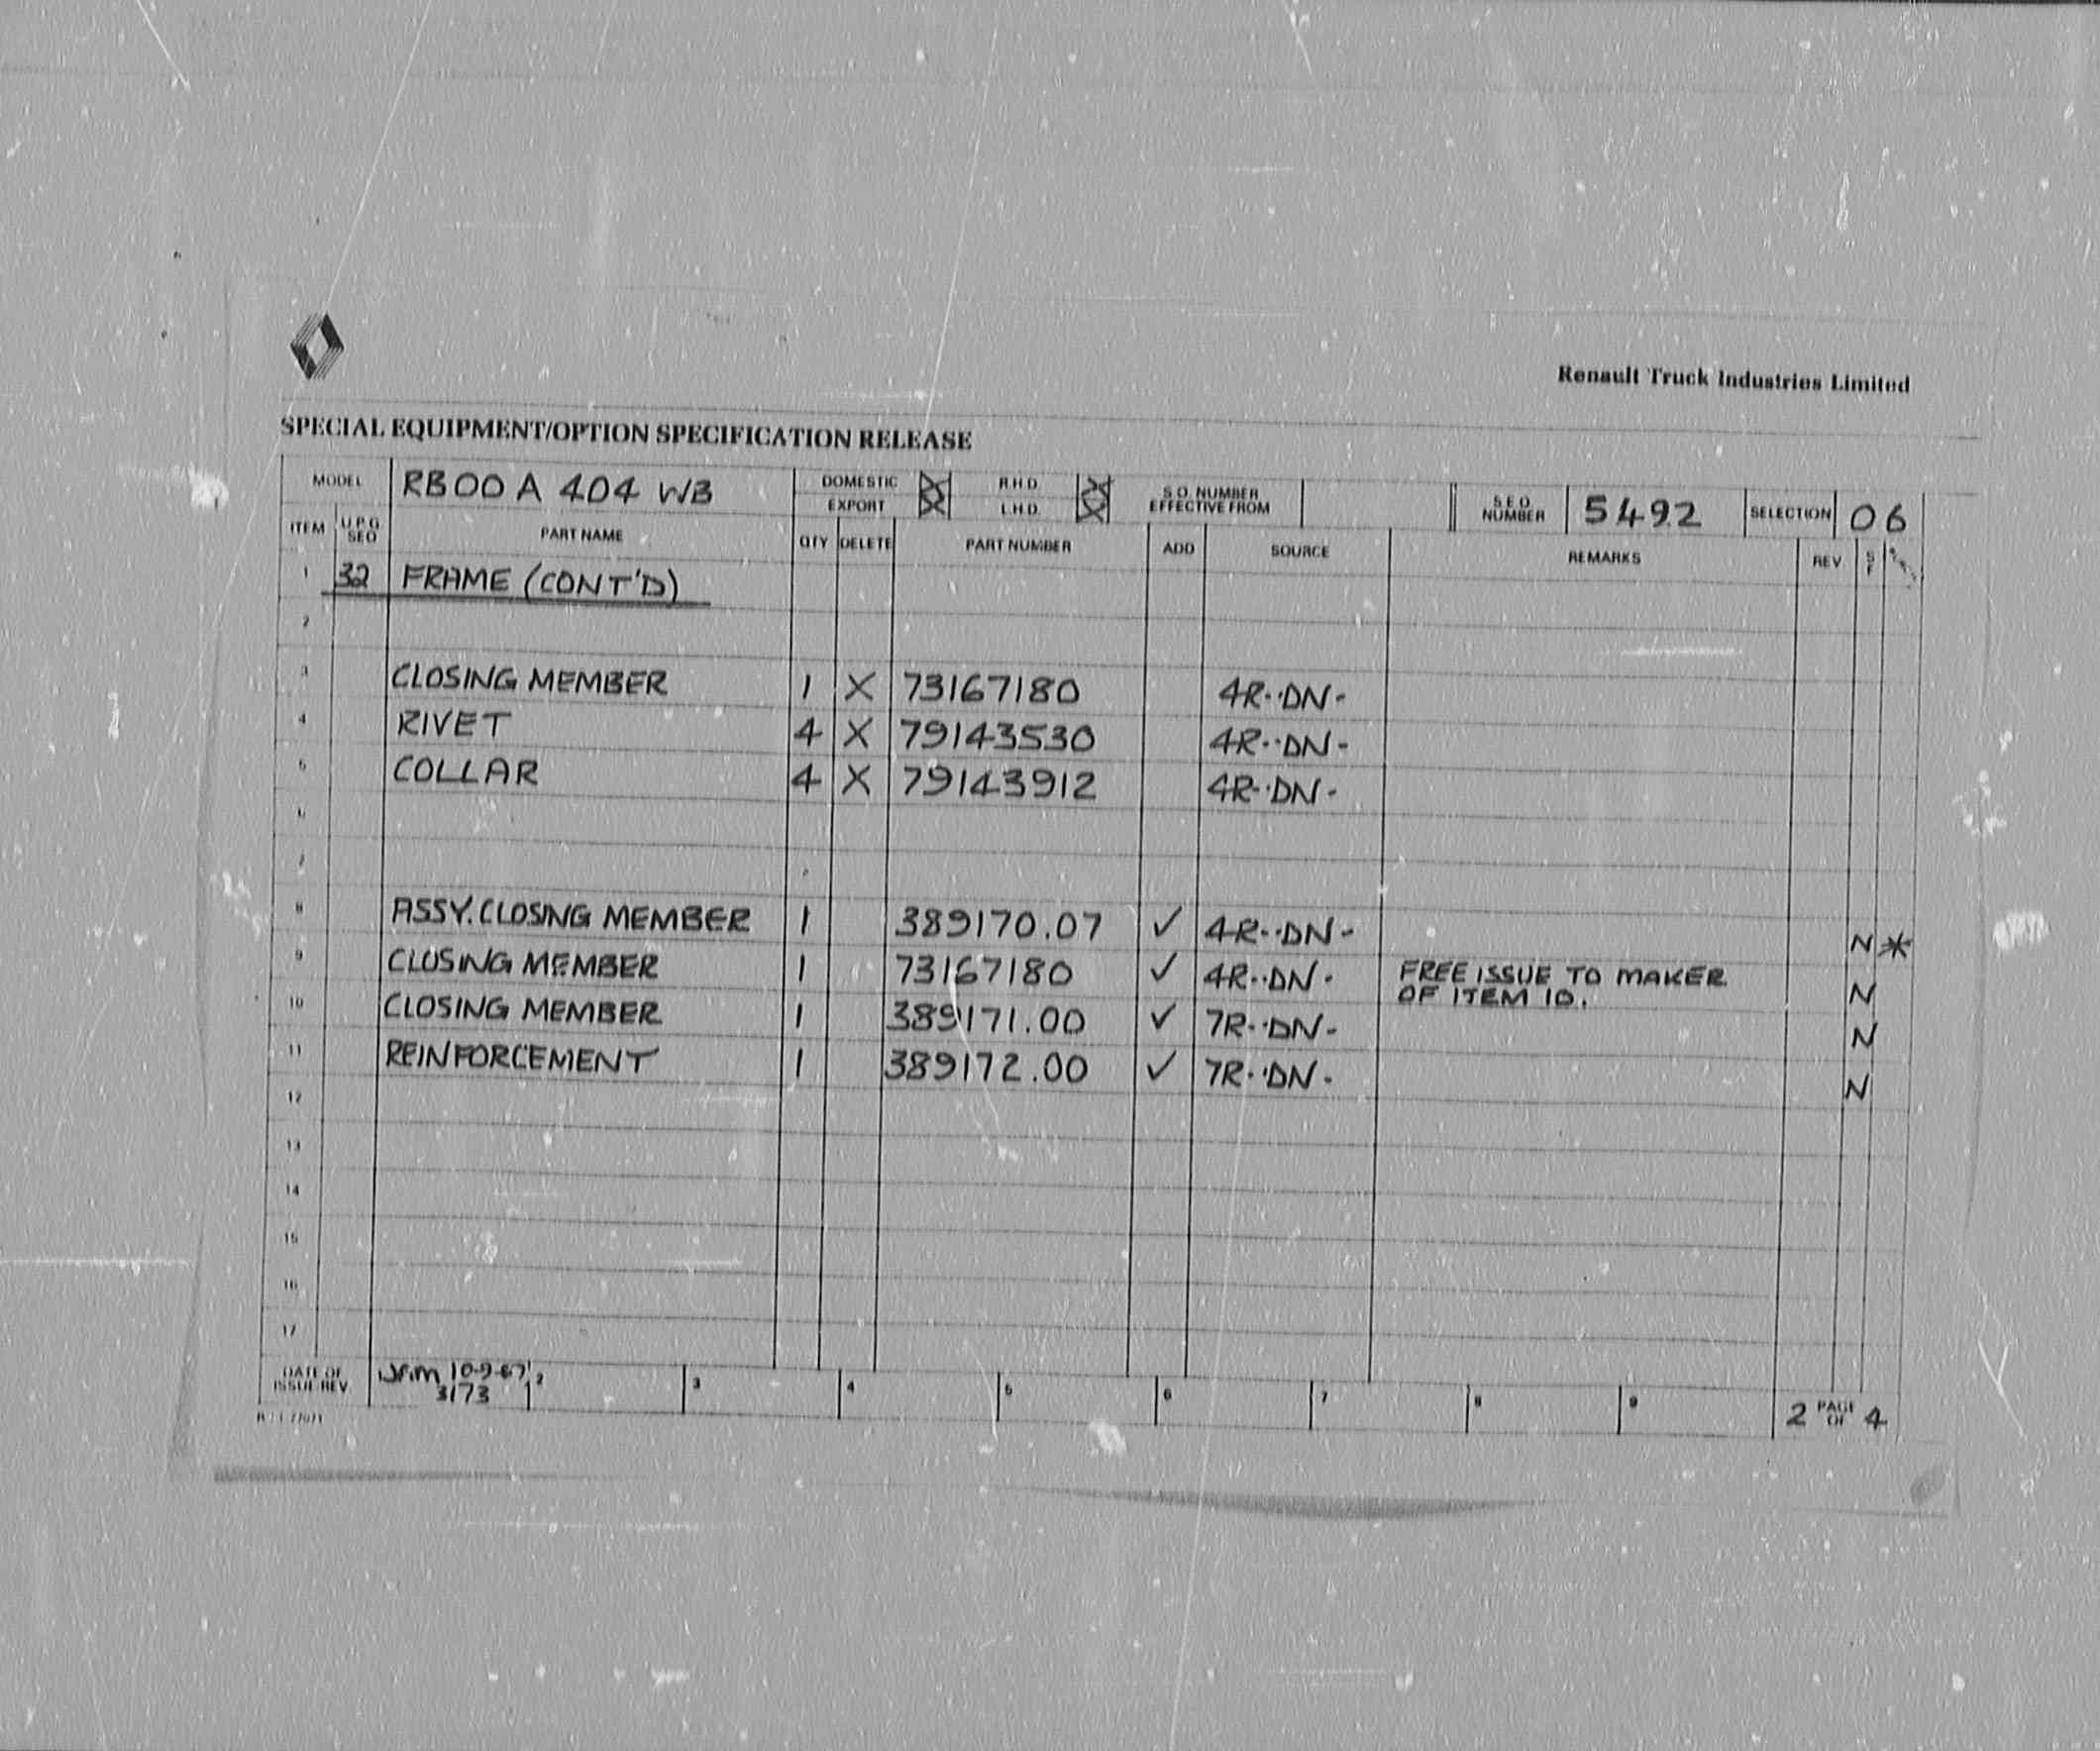 Renault Truck Industries Limited
SPECIAL EQUIPMENT/OPTION SPECIFICATION RELEASE
MODEL RB00 A 404 WB DOMESTIC EXPORT R.H.D. L.H.D. S.O. NUMBER EFFECTIVE FROM S.E.O. NUMBER 5492 SELECTION 06
ITEM U.P.G SEQ PART NAME QTY DELETE PART NUMBER ADD SOURCE REMARKS REV S F
1 32 FRAME (CONT'D)
2
3 CLOSING MEMBER 1 X 73167180 4R··DN-
4 RIVET 4 X 79143530 4R··DN-
5 COLLAR 4 X 79143912 4R··DN-
6
7
8 ASSY. CLOSING MEMBER 1 389170.07 ✓ 4R··DN- N *
9 CLOSING MEMBER 1 73167180 ✓ 4R··DN- FREE ISSUE TO MAKER OF ITEM 10. N
10 CLOSING MEMBER 1 389171.00 ✓ 7R··DN- N
11 REINFORCEMENT 1 389172.00 ✓ 7R··DN- N
12
13
14
15
16
17
DATE OF ISSUE-REV. 10-9-87 3173 1 2 3 4 5 6 7 8 9 2 PAGE OF 4